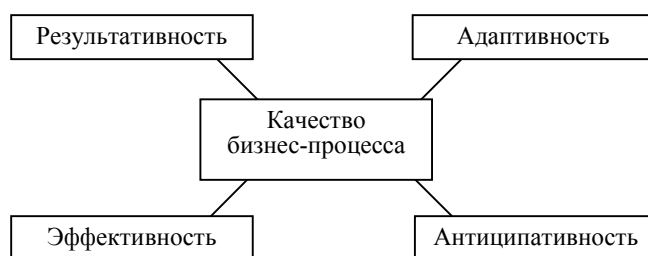 Результативность
Адаптивность
Качество
бизнес-процесса
Эффективность
Антиципативность